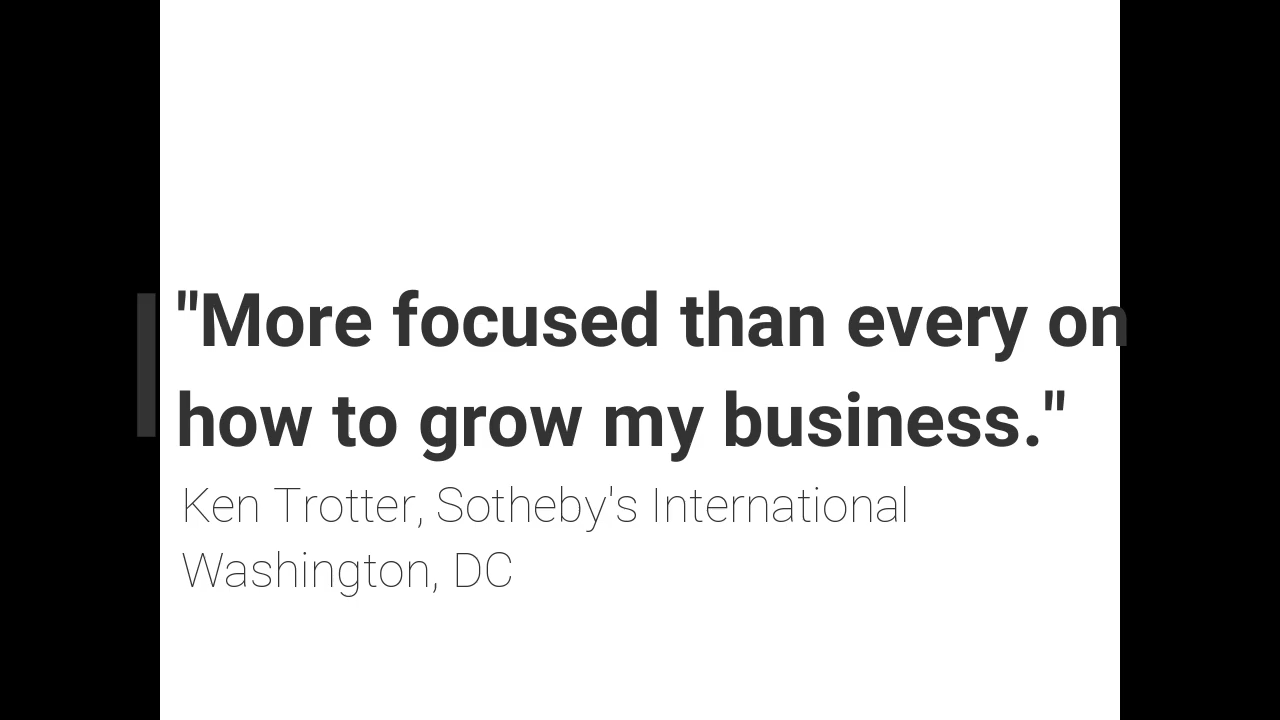 "More focused than every on
how to grow my business."
Ken Trotter, Sotheby's International
Washington, DC